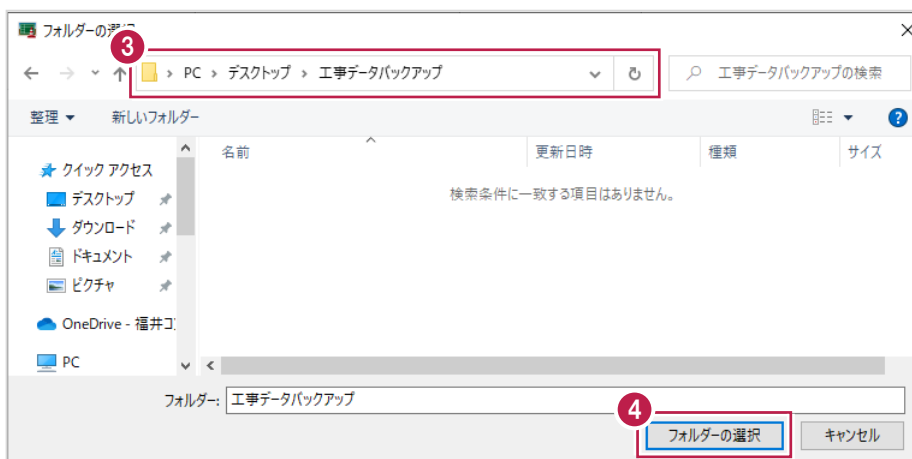 フォルダーの選択
3
PC › デスクトップ › 工事データバックアップ
工事データバックアップの検索
整理 新しいフォルダー
名前 更新日時 種類 サイズ
検索条件に一致する項目はありません。
クイック アクセス
デスクトップ
ダウンロード
ドキュメント
ピクチャ
OneDrive - 福井コ
PC
フォルダー: 工事データバックアップ
4
フォルダーの選択 キャンセル